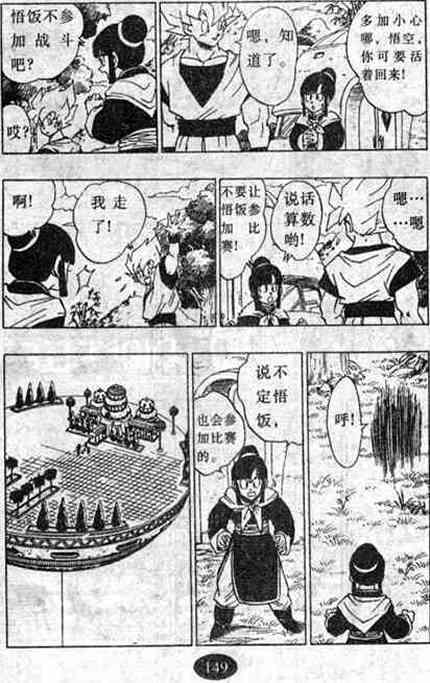 多加小心
哪，悟空，
你可要活
着回来！
嗯，知
道了。
悟饭不参
加战斗
吧？
哎？
嗯…
…嗯
说话
算数
哟！
不要让
悟饭参
加比
赛！
我走
了！
啊！
呼！
说不
定悟
饭，
也会参
加比赛
的。
149